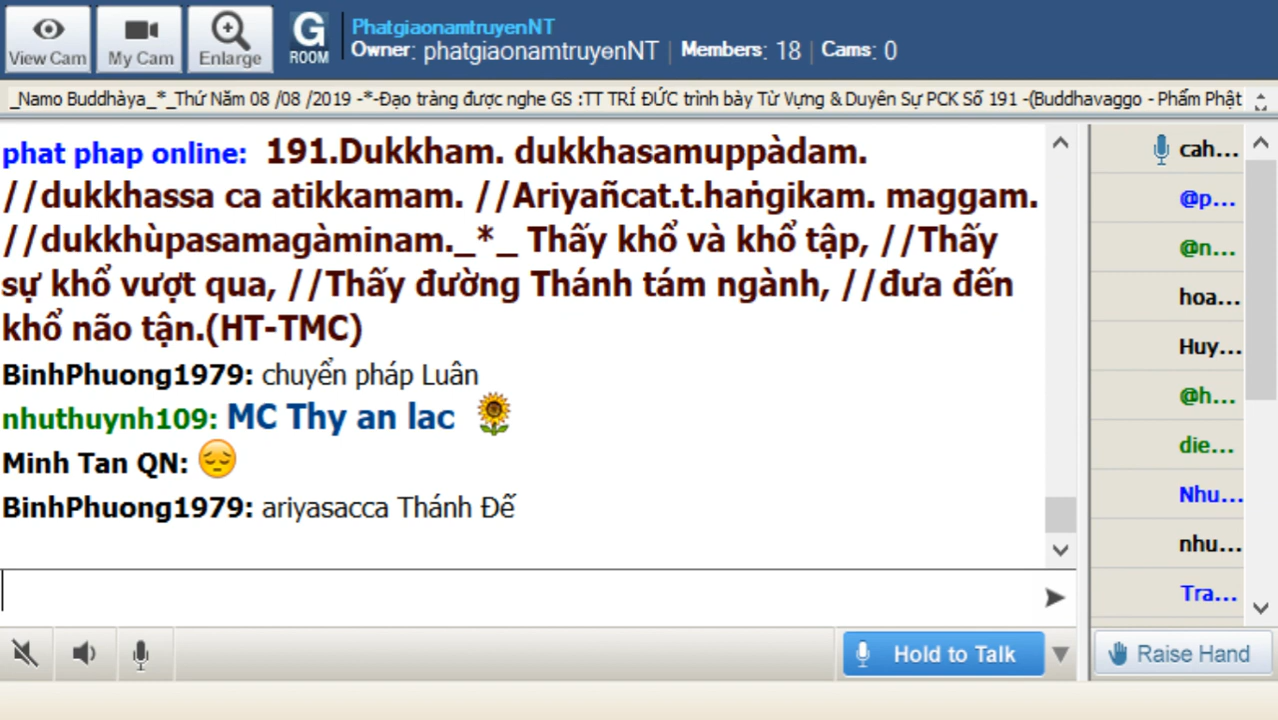 View Cam
My Cam
Enlarge
G
ROOM
PhatgiaonamtruyenNT
Owner: phatgiaonamtruyenNT | Members: 18 | Cams: 0
_Namo Buddhàya_*_Thứ Năm 08 /08 /2019 -*-Đạo tràng được nghe GS :TT TRÍ ĐỨC trình bày Từ Vựng & Duyên Sự PCK Số 191 -(Buddhavaggo - Phẩm Phật
phat phap online: 191.Dukkham. dukkhasamuppàdam.
//dukkhassa ca atikkamam. //Ariyañcat.t.haṅgikam. maggam.
//dukkhùpasamagàminam._*_ Thấy khổ và khổ tập, //Thấy
sự khổ vượt qua, //Thấy đường Thánh tám ngành, //đưa đến
khổ não tận.(HT-TMC)
BinhPhuong1979: chuyển pháp Luân
nhuthuynh109: MC Thy an lac
Minh Tan QN:
BinhPhuong1979: ariyasacca Thánh Đế
cah...
@p...
@n...
hoa...
Huy...
@h...
die...
Nhu...
nhu...
Tra...
Hold to Talk
Raise Hand